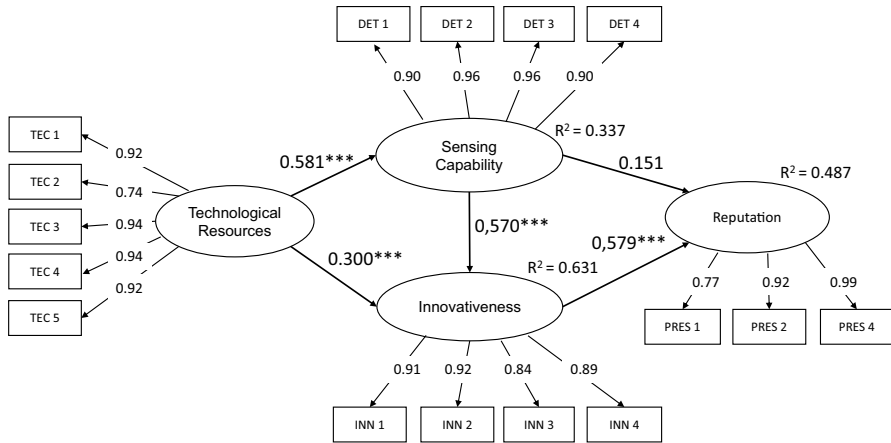 DET 1
DET 2
DET 3
DET 4
0.90
0.96
0.96
0.90
TEC 1
TEC 2
TEC 3
TEC 4
TEC 5
0.92
0.74
0.94
0.94
0.92
Technological
Resources
0.581***
0.300***
Sensing
Capability
R² = 0.337
0,570***
0.151
0,579***
R² = 0.631
Innovativeness
R² = 0.487
Reputation
0.77
0.92
0.99
PRES 1
PRES 2
PRES 4
0.91
0.92
0.84
0.89
INN 1
INN 2
INN 3
INN 4